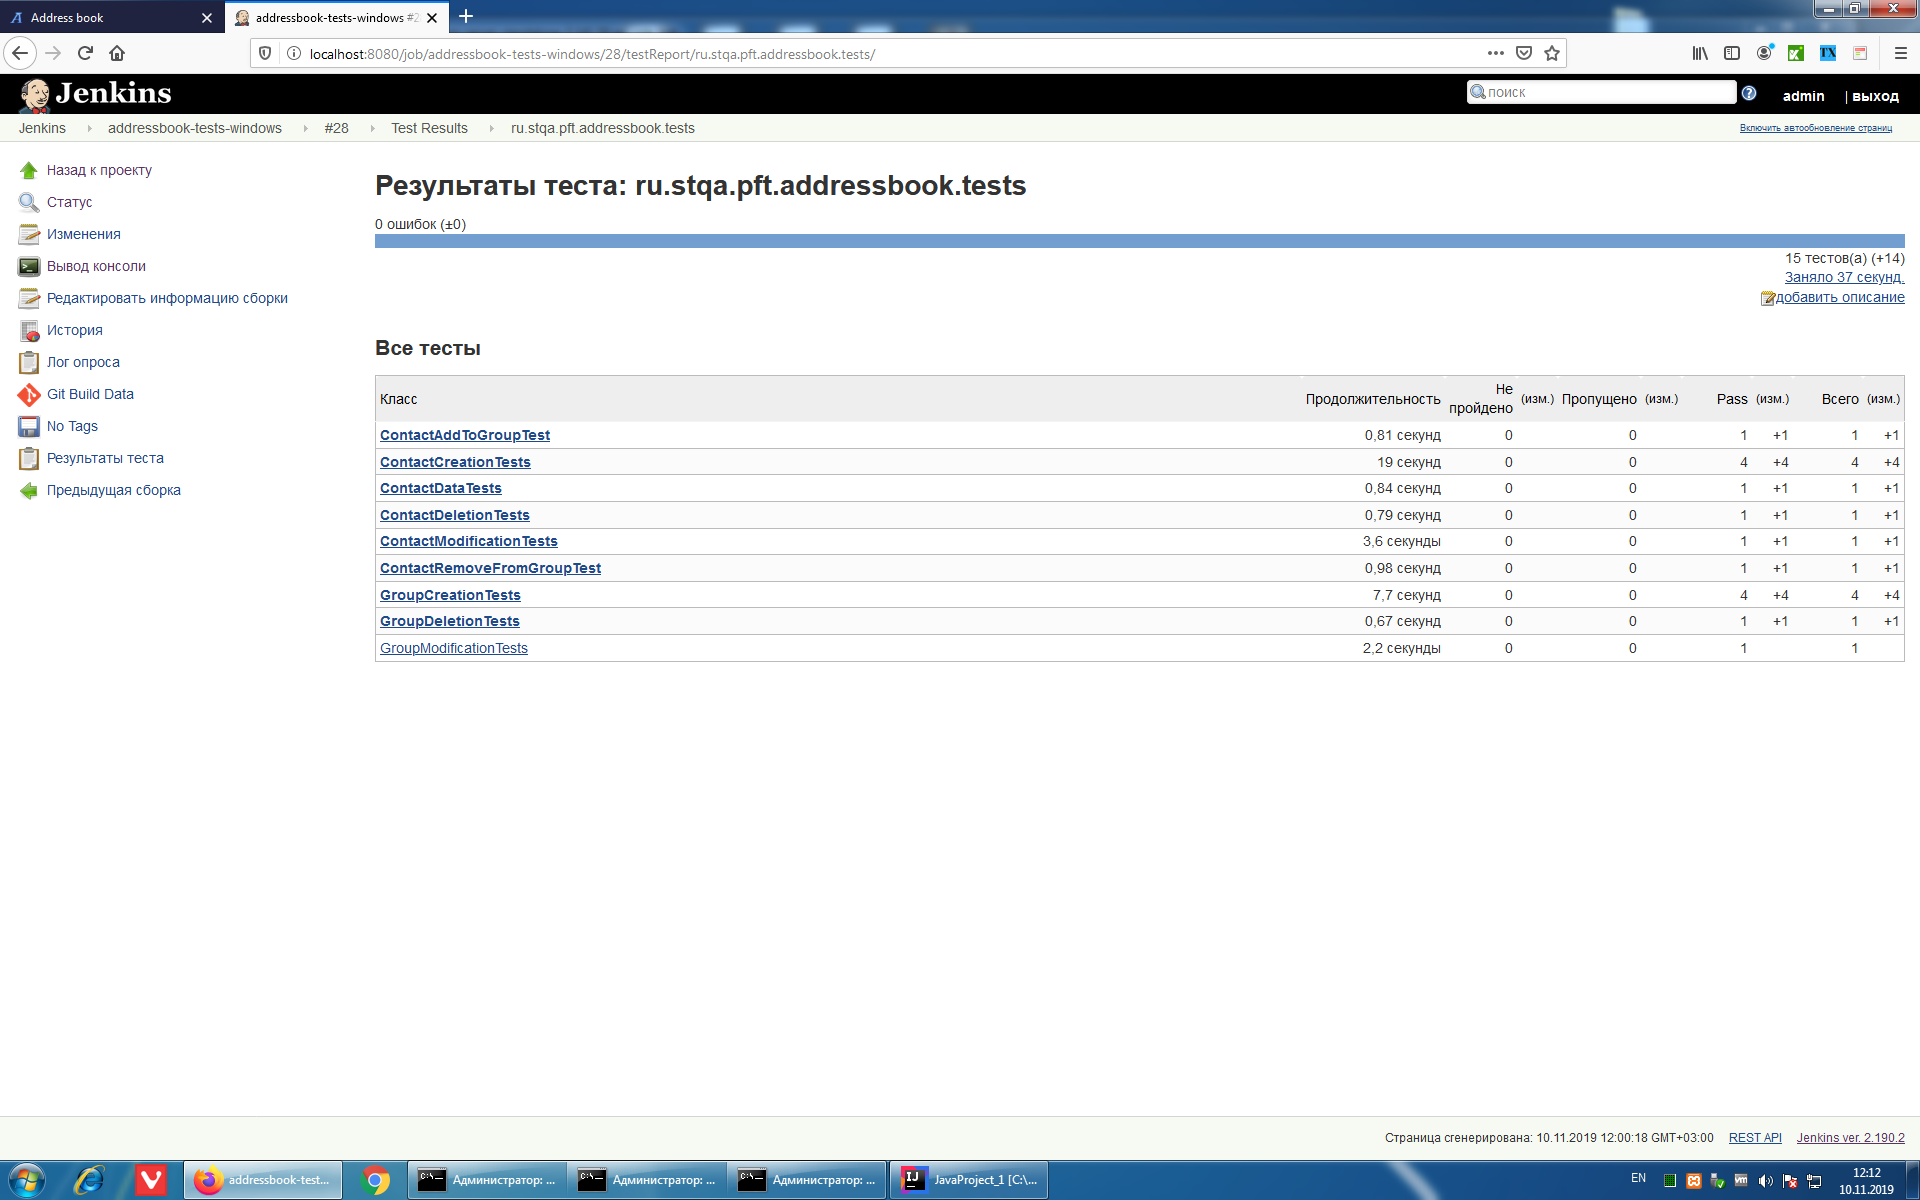 Address book
addressbook-tests-windows #2
localhost:8080/job/addressbook-tests-windows/28/testReport/ru.stqa.pft.addressbook.tests/
TX
Jenkins
поиск
admin
| выход
Jenkins addressbook-tests-windows #28 Test Results ru.stqa.pft.addressbook.tests
Включить автообновление страниц
Назад к проекту
Статус
Изменения
Вывод консоли
Редактировать информацию сборки
История
Лог опроса
Git Build Data
No Tags
Результаты теста
Предыдущая сборка
Результаты теста: ru.stqa.pft.addressbook.tests
0 ошибок (±0)
15 тестов(а) (+14)
Заняло 37 секунд.
добавить описание
Все тесты
Класс Продолжительность Не пройдено (изм.) Пропущено (изм.) Pass (изм.) Всего (изм.)
ContactAddToGroupTest 0,81 секунд 0 0 1 +1 1 +1
ContactCreationTests 19 секунд 0 0 4 +4 4 +4
ContactDataTests 0,84 секунд 0 0 1 +1 1 +1
ContactDeletionTests 0,79 секунд 0 0 1 +1 1 +1
ContactModificationTests 3,6 секунды 0 0 1 +1 1 +1
ContactRemoveFromGroupTest 0,98 секунд 0 0 1 +1 1 +1
GroupCreationTests 7,7 секунд 0 0 4 +4 4 +4
GroupDeletionTests 0,67 секунд 0 0 1 +1 1 +1
GroupModificationTests 2,2 секунды 0 0 1 1
Страница сгенерирована: 10.11.2019 12:00:18 GMT+03:00 REST API Jenkins ver. 2.190.2
addressbook-test...
Администратор: ...
Администратор: ...
Администратор: ...
JavaProject_1 [C:\...
EN
12:12
10.11.2019